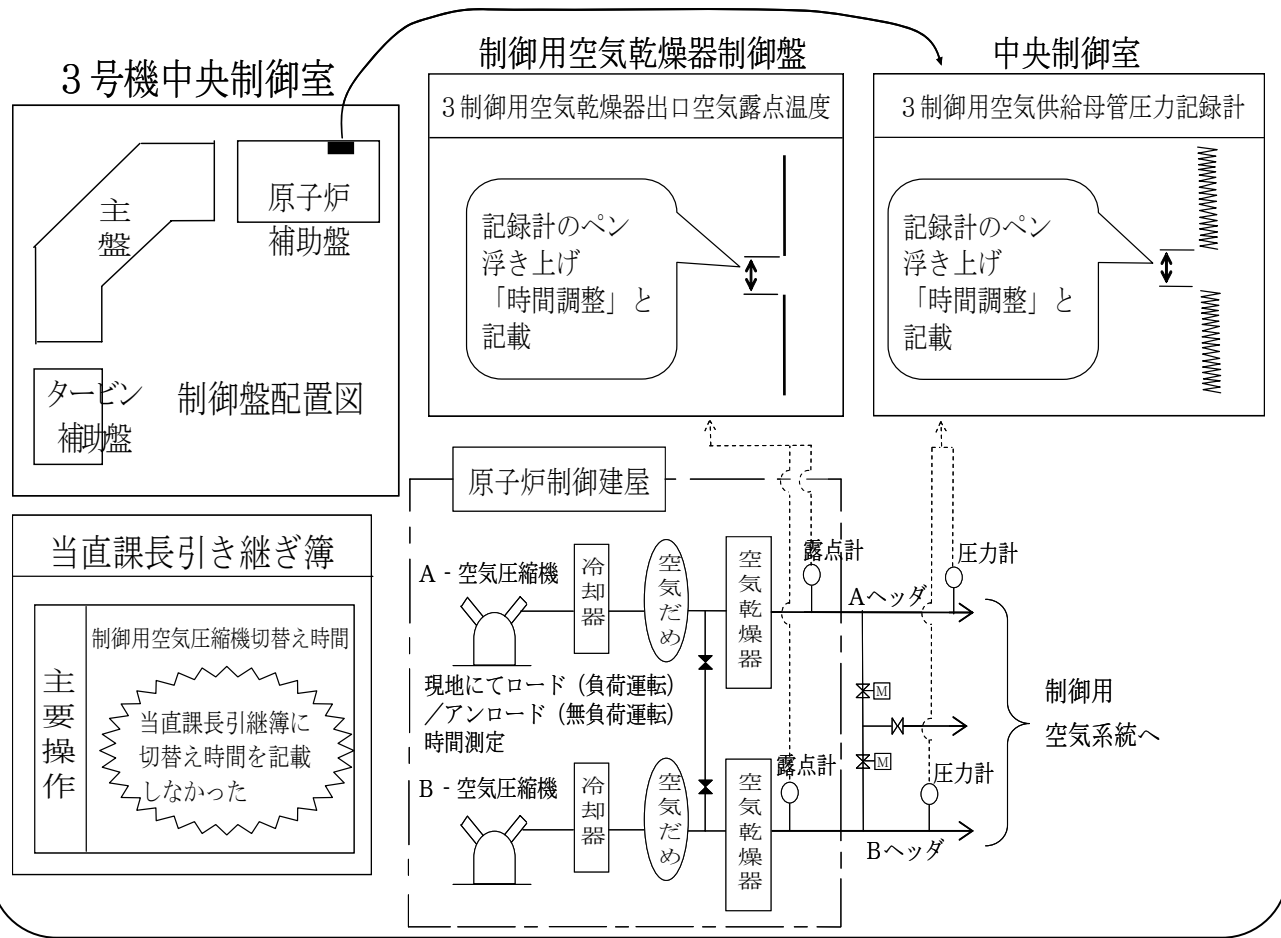 3号機中央制御室
主盤
原子炉
補助盤
タービン
補助盤
制御盤配置図
制御用空気乾燥器制御盤
3制御用空気乾燥器出口空気露点温度
記録計のペン
浮き上げ
「時間調整」と
記載
中央制御室
3制御用空気供給母管圧力記録計
記録計のペン
浮き上げ
「時間調整」と
記載
当直課長引き継ぎ簿
主要操作
制御用空気圧縮機切替え時間
当直課長引継簿に
切替え時間を記載
しなかった
原子炉制御建屋
A - 空気圧縮機
冷却器
空気だめ
空気乾燥器
露点計
Aヘッダ
圧力計
現地にてロード（負荷運転）
／アンロード（無負荷運転）
時間測定
M
M
制御用
空気系統へ
B - 空気圧縮機
冷却器
空気だめ
空気乾燥器
露点計
圧力計
Bヘッダ